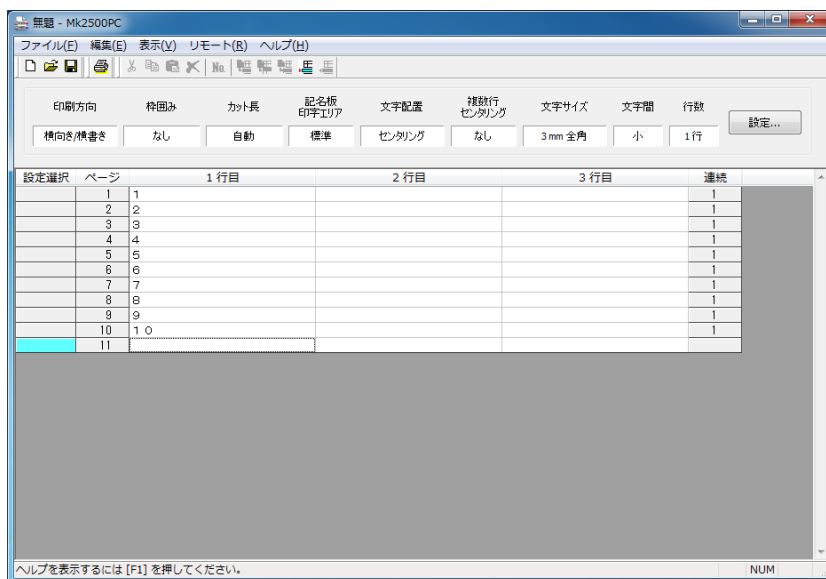 無題 - Mk2500PC
ファイル(F) 編集(E) 表示(V) リモート(R) ヘルプ(H)
No.
印刷方向 枠囲み カット長 記名板印字エリア 文字配置 複数行センタリング 文字サイズ 文字間 行数
横向き/横書き なし 自動 標準 センタリング なし 3mm 全角 小 1行 設定...
設定選択 ページ 1行目 2行目 3行目 連続
1 1 1
2 2 1
3 3 1
4 4 1
5 5 1
6 6 1
7 7 1
8 8 1
9 9 1
10 10 1
11
ヘルプを表示するには [F1] を押してください。 NUM